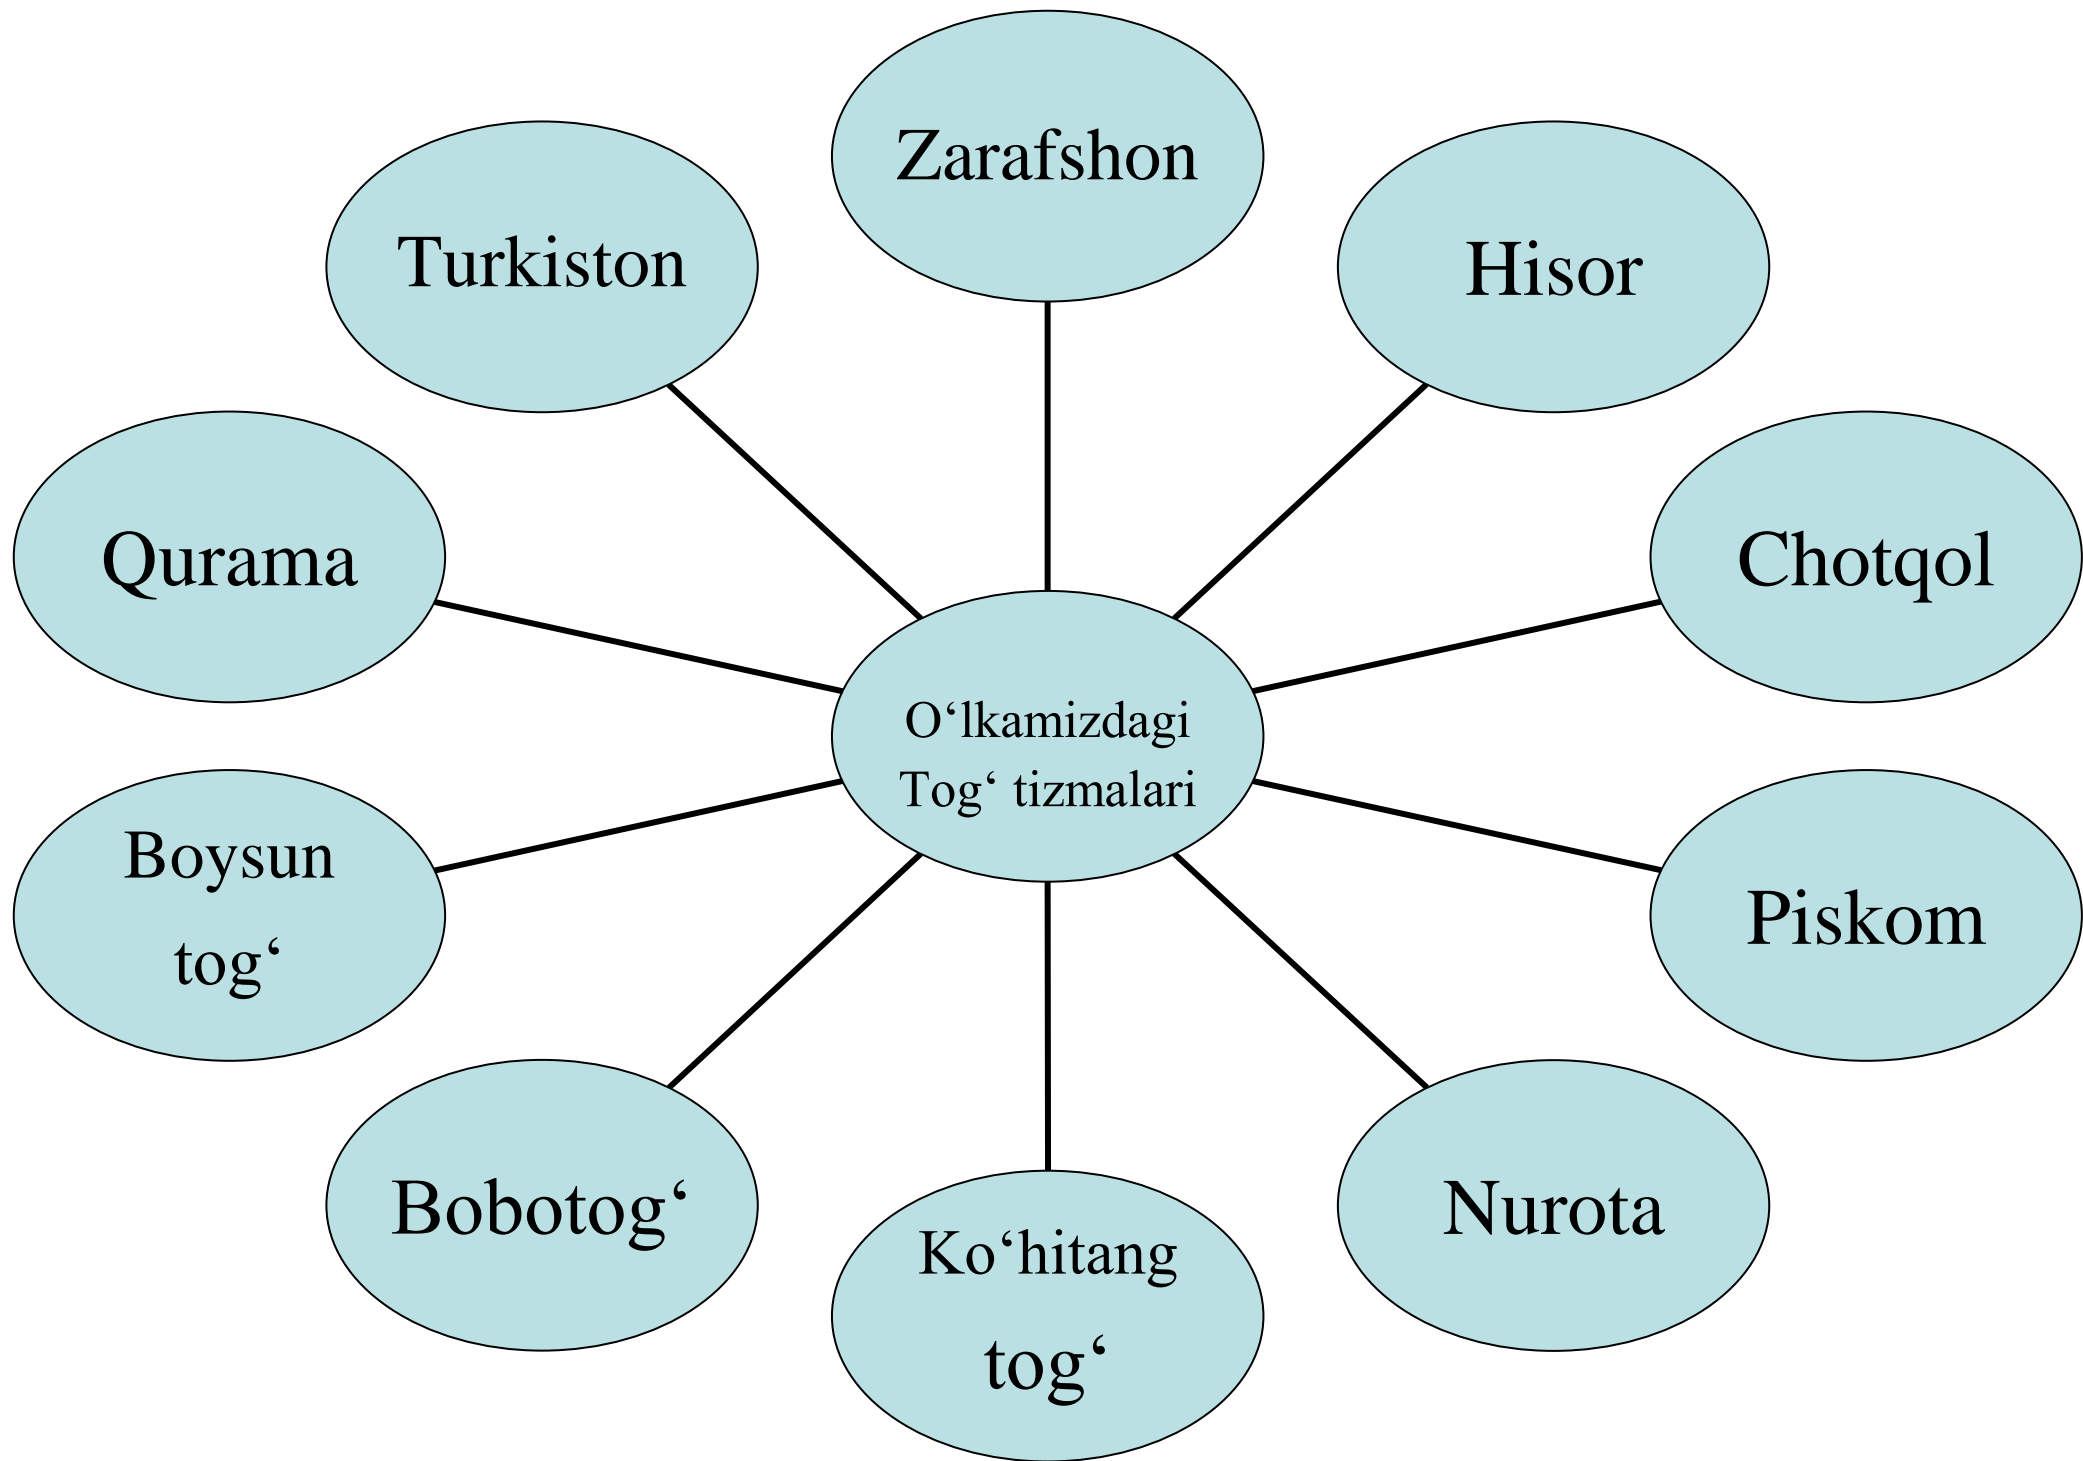 Zarafshon
Turkiston
Hisor
Qurama
Chotqol
O‘lkamizdagi
Tog‘ tizmalari
Boysun
tog‘
Piskom
Bobotog‘
Nurota
Ko‘hitang
tog‘